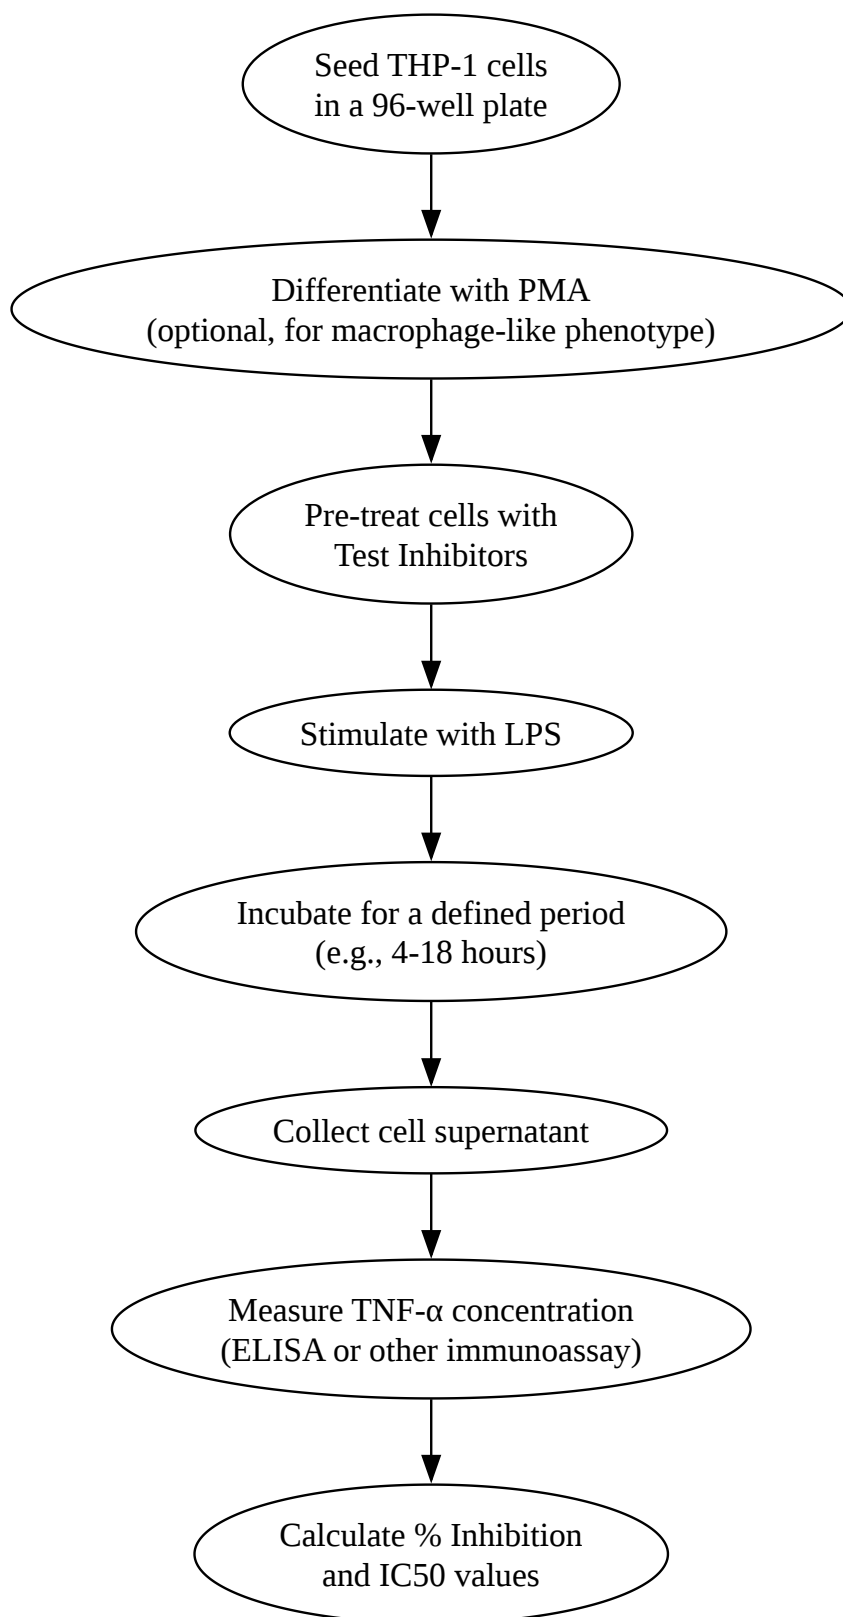 Seed THP-1 cells
in a 96-well plate
Differentiate with PMA
(optional, for macrophage-like phenotype)
Pre-treat cells with
Test Inhibitors
Stimulate with LPS
Incubate for a defined period
(e.g., 4-18 hours)
Collect cell supernatant
Measure TNF-α concentration
(ELISA or other immunoassay)
Calculate % Inhibition
and IC50 values